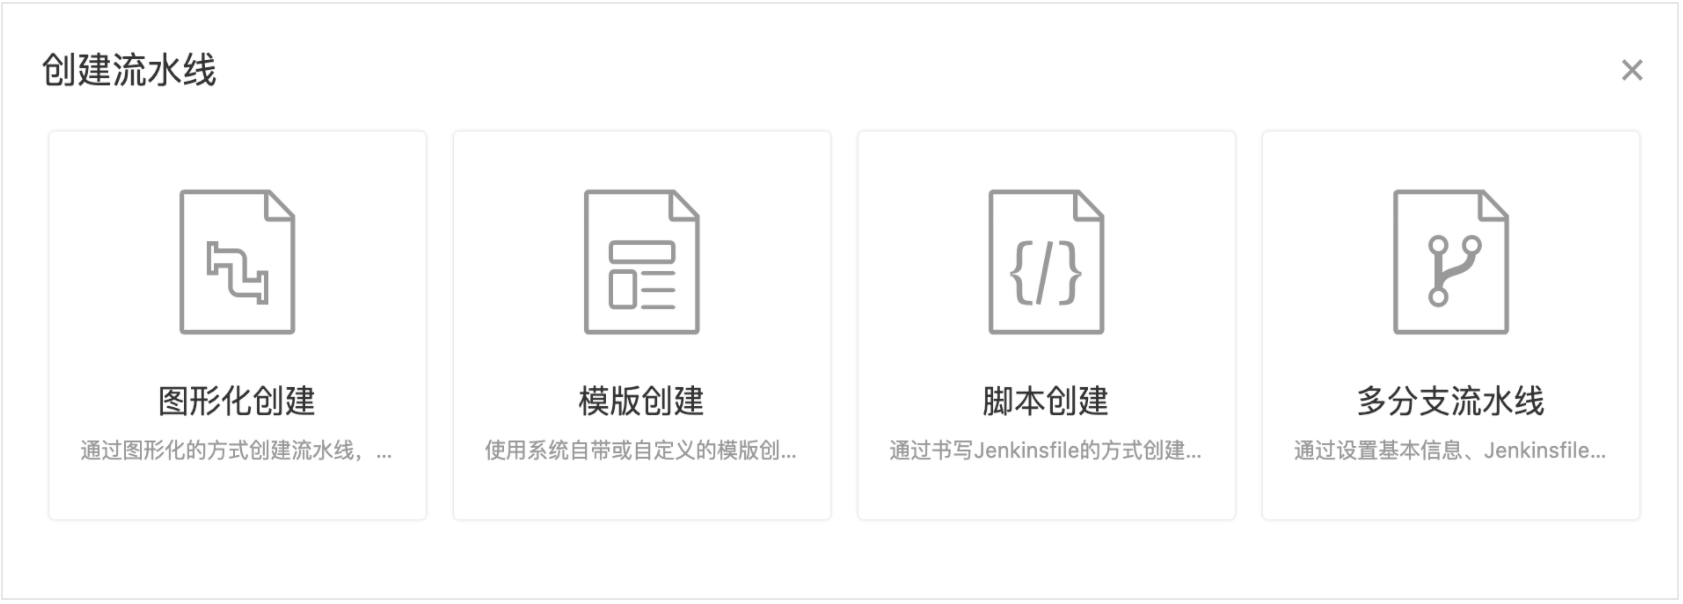 创建流水线
图形化创建
通过图形化的方式创建流水线，...
模版创建
使用系统自带或自定义的模版创...
脚本创建
通过书写Jenkinsfile的方式创建...
多分支流水线
通过设置基本信息、Jenkinsfile...